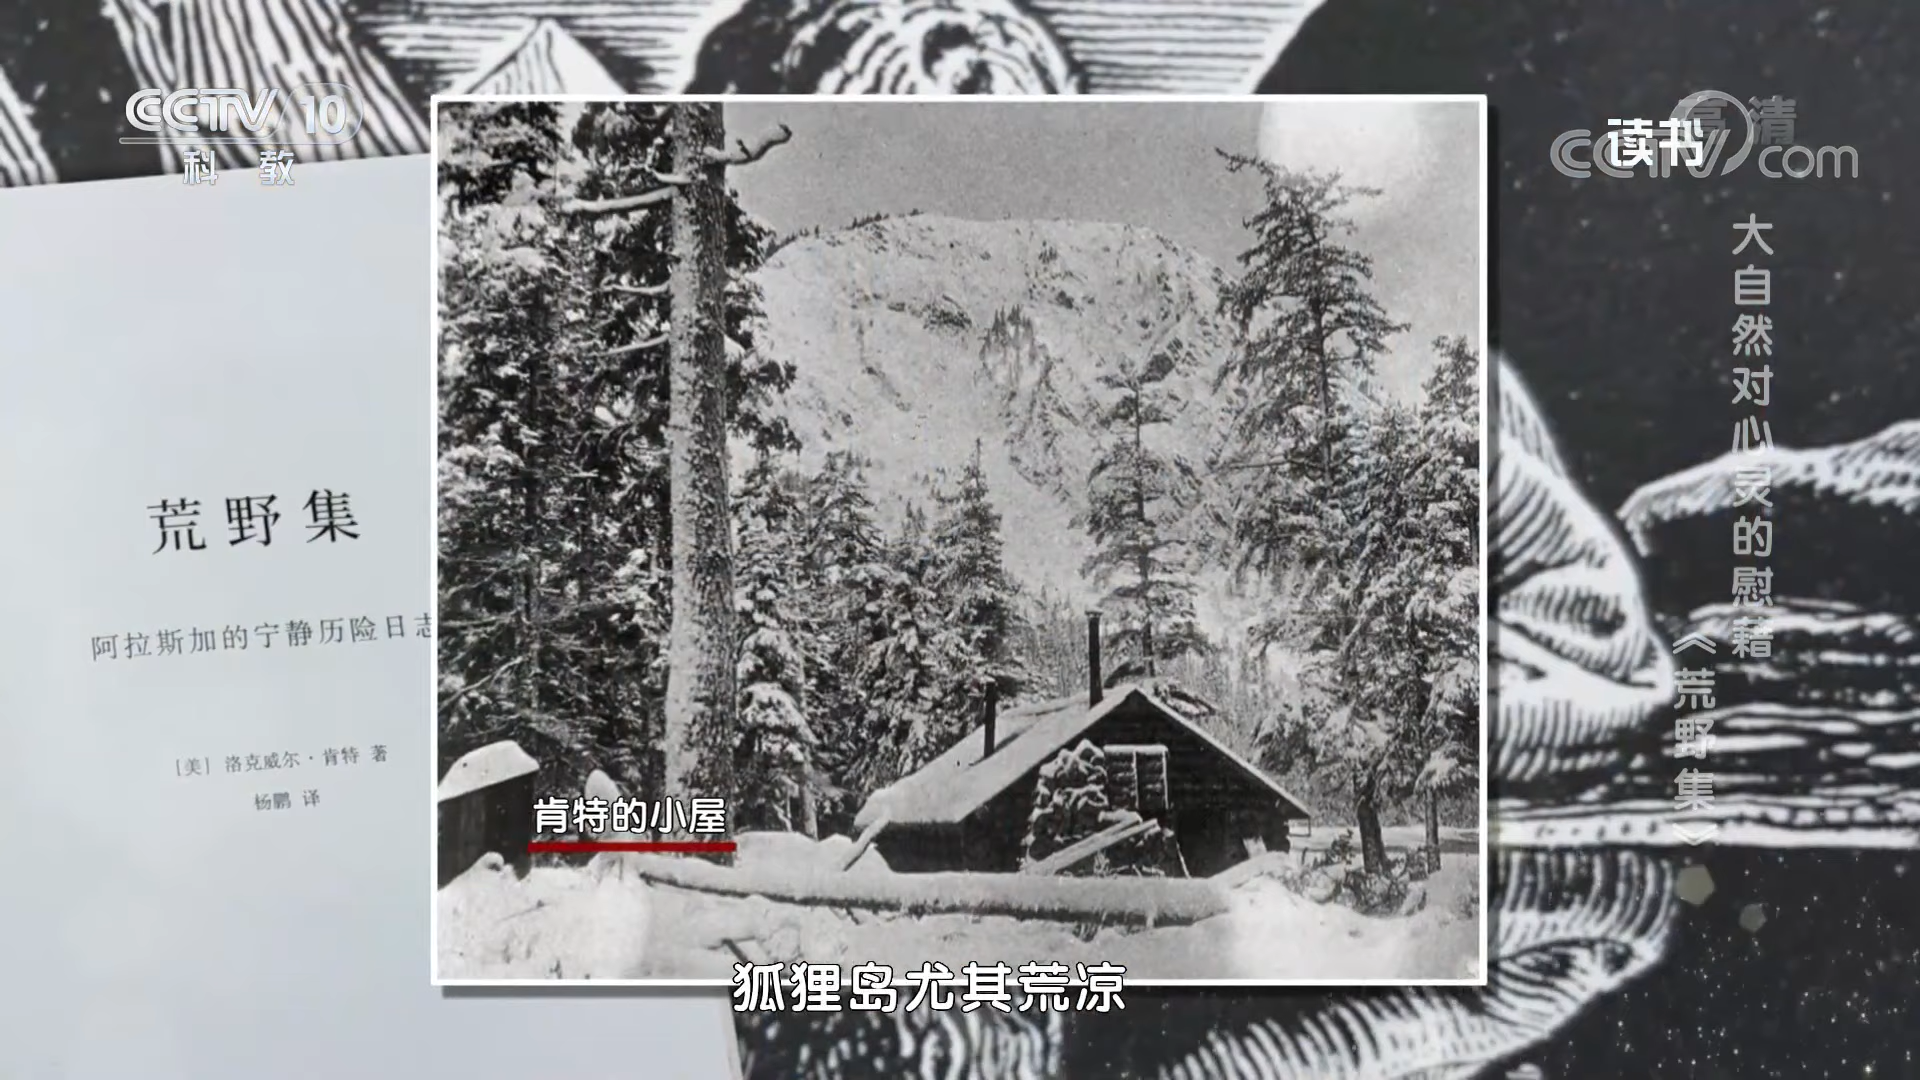 CCTV 10
科教
高清
CCTV.com
读书
大自然对心灵的慰藉
《荒野集》
荒野集
阿拉斯加的宁静历险日志
[美] 洛克威尔·肯特 著
杨鹏 译
肯特的小屋
狐狸岛尤其荒凉